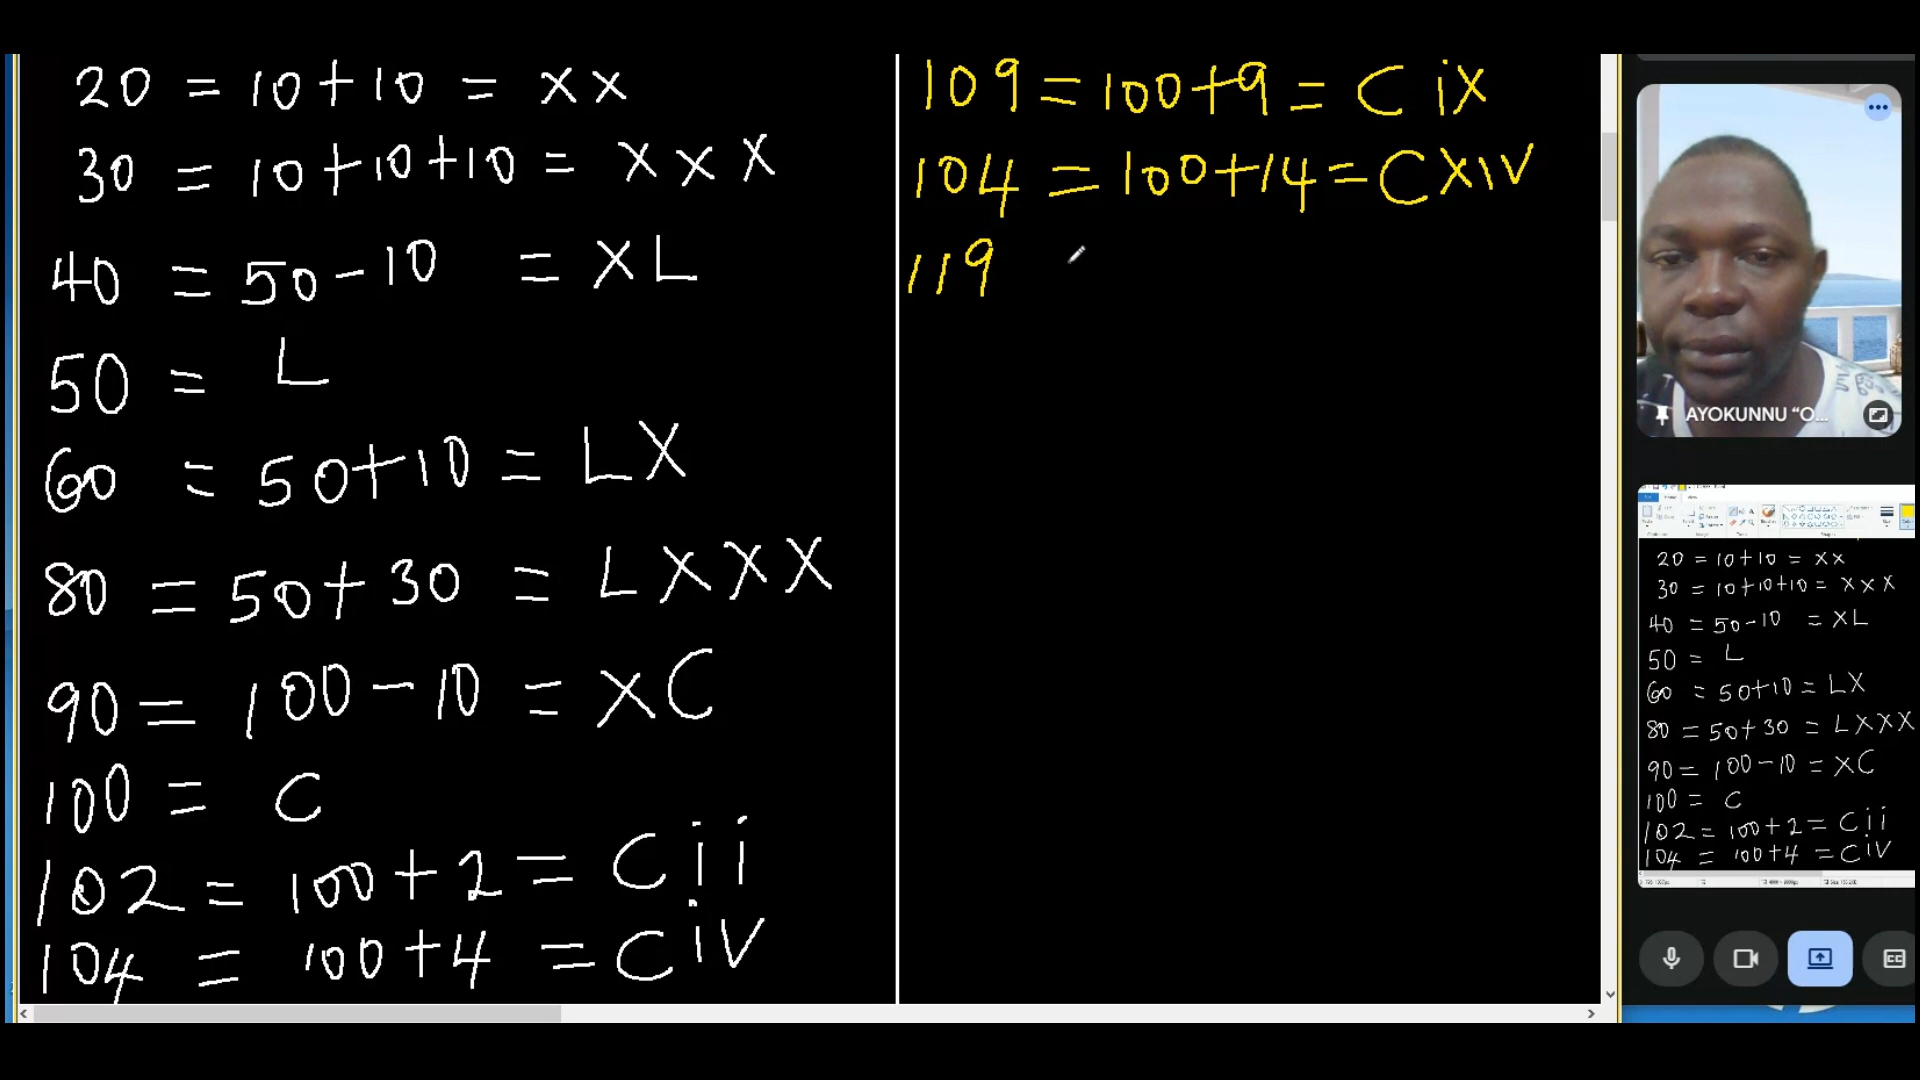 20 = 10+10 = XX
30 = 10+10+10 = XXX
40 = 50-10 = XL
50 = L
60 = 50+10 = LX
80 = 50+30 = LXXX
90 = 100-10 = XC
100 = C
102 = 100+2 = Cii
104 = 100+4 = CiV
109 = 100+9 = CiX
104 = 100+14 = CXIV
119
AYOKUNNU “O...
20 = 10+10 = XX
30 = 10+10+10 = XXX
40 = 50-10 = XL
50 = L
60 = 50+10 = LX
80 = 50+30 = LXXX
90 = 100-10 = XC
100 = C
102 = 100+2 = Cii
104 = 100+4 = CiV
CC